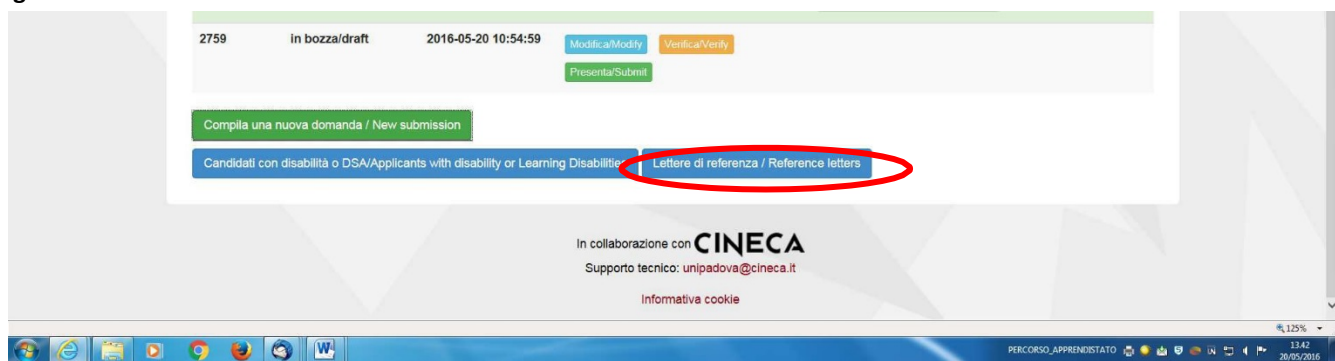 2759 in bozza/draft 2016-05-20 10:54:59 Modifica/Modify Verifica/Verify
Presenta/Submit
Compila una nuova domanda / New submission
Candidati con disabilità o DSA/Applicants with disability or Learning Disabilities Lettere di referenza / Reference letters
In collaborazione con CINECA
Supporto tecnico: unipadova@cineca.it
Informativa cookie
125%
PERCORSO_APPRENDISTATO 13.42
20/05/2016